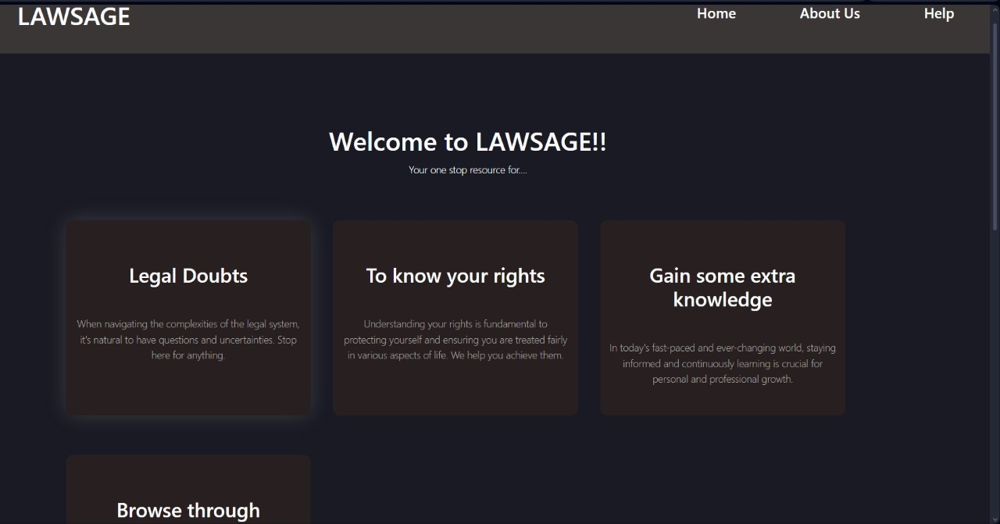 LAWSAGE
Home About Us Help
Welcome to LAWSAGE!!
Your one stop resource for....
Legal Doubts
When navigating the complexities of the legal system,
it's natural to have questions and uncertainties. Stop
here for anything.
To know your rights
Understanding your rights is fundamental to
protecting yourself and ensuring you are treated fairly
in various aspects of life. We help you achieve them.
Gain some extra
knowledge
In today's fast-paced and ever-changing world, staying
informed and continuously learning is crucial for
personal and professional growth.
Browse through